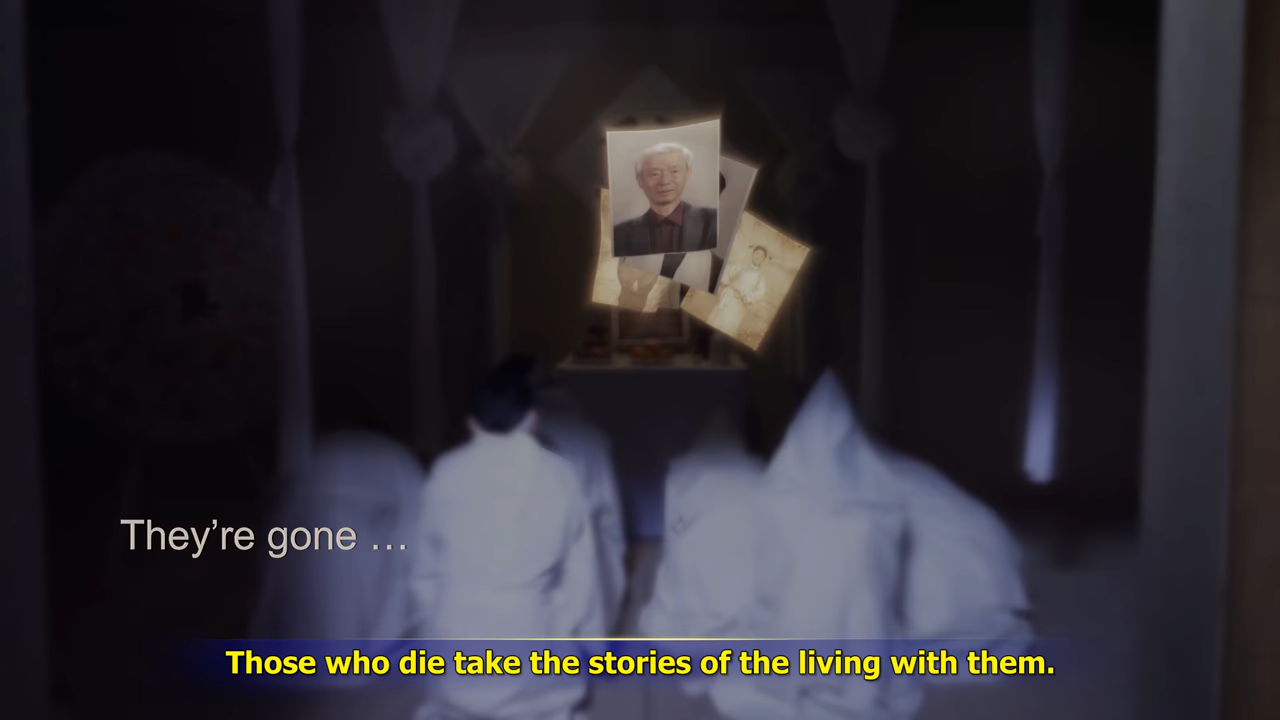 They’re gone …
Those who die take the stories of the living with them.